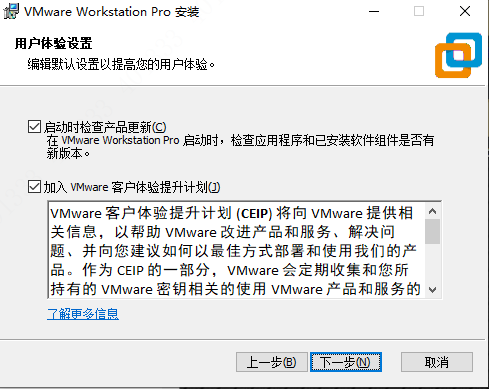 VMware Workstation Pro 安装
用户体验设置
编辑默认设置以提高您的用户体验。
启动时检查产品更新(C)
在 VMware Workstation Pro 启动时，检查应用程序和已安装软件组件是否有
新版本。
加入 VMware 客户体验提升计划(J)
VMware 客户体验提升计划 (CEIP) 将向 VMware 提供相
关信息，以帮助 VMware 改进产品和服务、解决问
题、并向您建议如何以最佳方式部署和使用我们的产
品。作为 CEIP 的一部分，VMware 会定期收集和您所
持有的 VMware 密钥相关的使用 VMware 产品和服务的
了解更多信息
上一步(B) 下一步(N) 取消